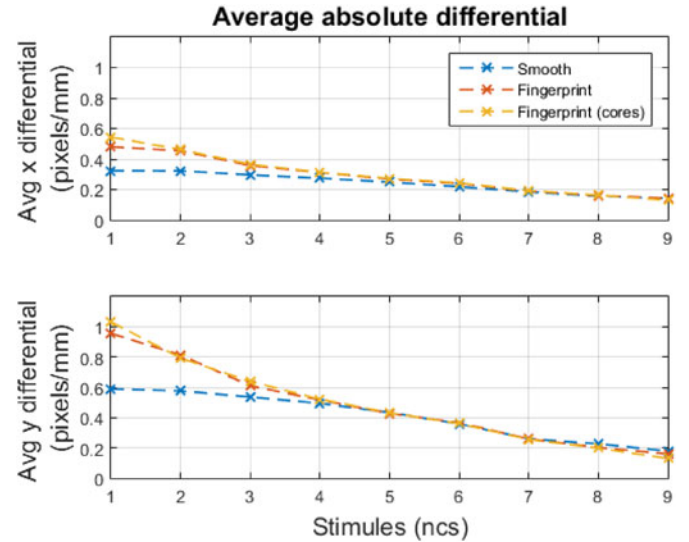 Average absolute differential
Avg x differential
(pixels/mm)
1
0.8
0.6
0.4
0.2
0
Smooth
Fingerprint
Fingerprint (cores)
1 2 3 4 5 6 7 8 9
Avg y differential
(pixels/mm)
1
0.8
0.6
0.4
0.2
0
1 2 3 4 5 6 7 8 9
Stimules (ncs)